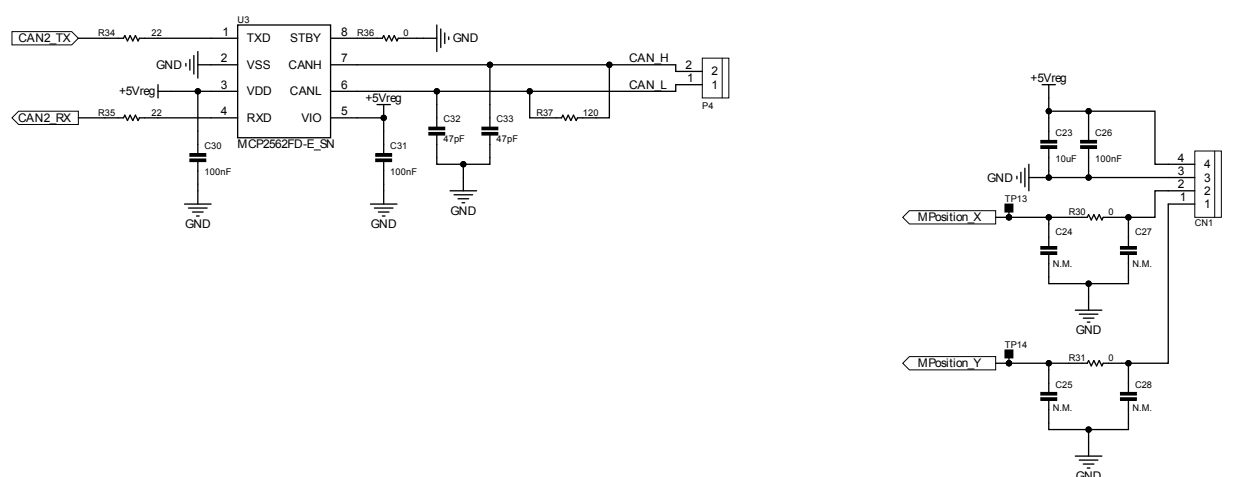 U3
CAN2_TX R34 22 1 TXD STBY 8 R36 0 GND
GND 2 VSS CANH 7 CAN_H 2 2
+5Vreg 3 VDD CANL 6 CAN_L 1 1
+5Vreg
P4
CAN2_RX R35 22 4 RXD VIO 5
C32 C33 R37 120
47pF 47pF
MCP2562FD-E_SN
C30 C31
100nF 100nF
GND
GND GND
+5Vreg
C23 C26
10uF 100nF
4 4
GND 3 3
2 2
1 1
CN1
TP13
MPosition_X R30 0
C24 C27
N.M. N.M.
GND
TP14
MPosition_Y R31 0
C25 C28
N.M. N.M.
GND